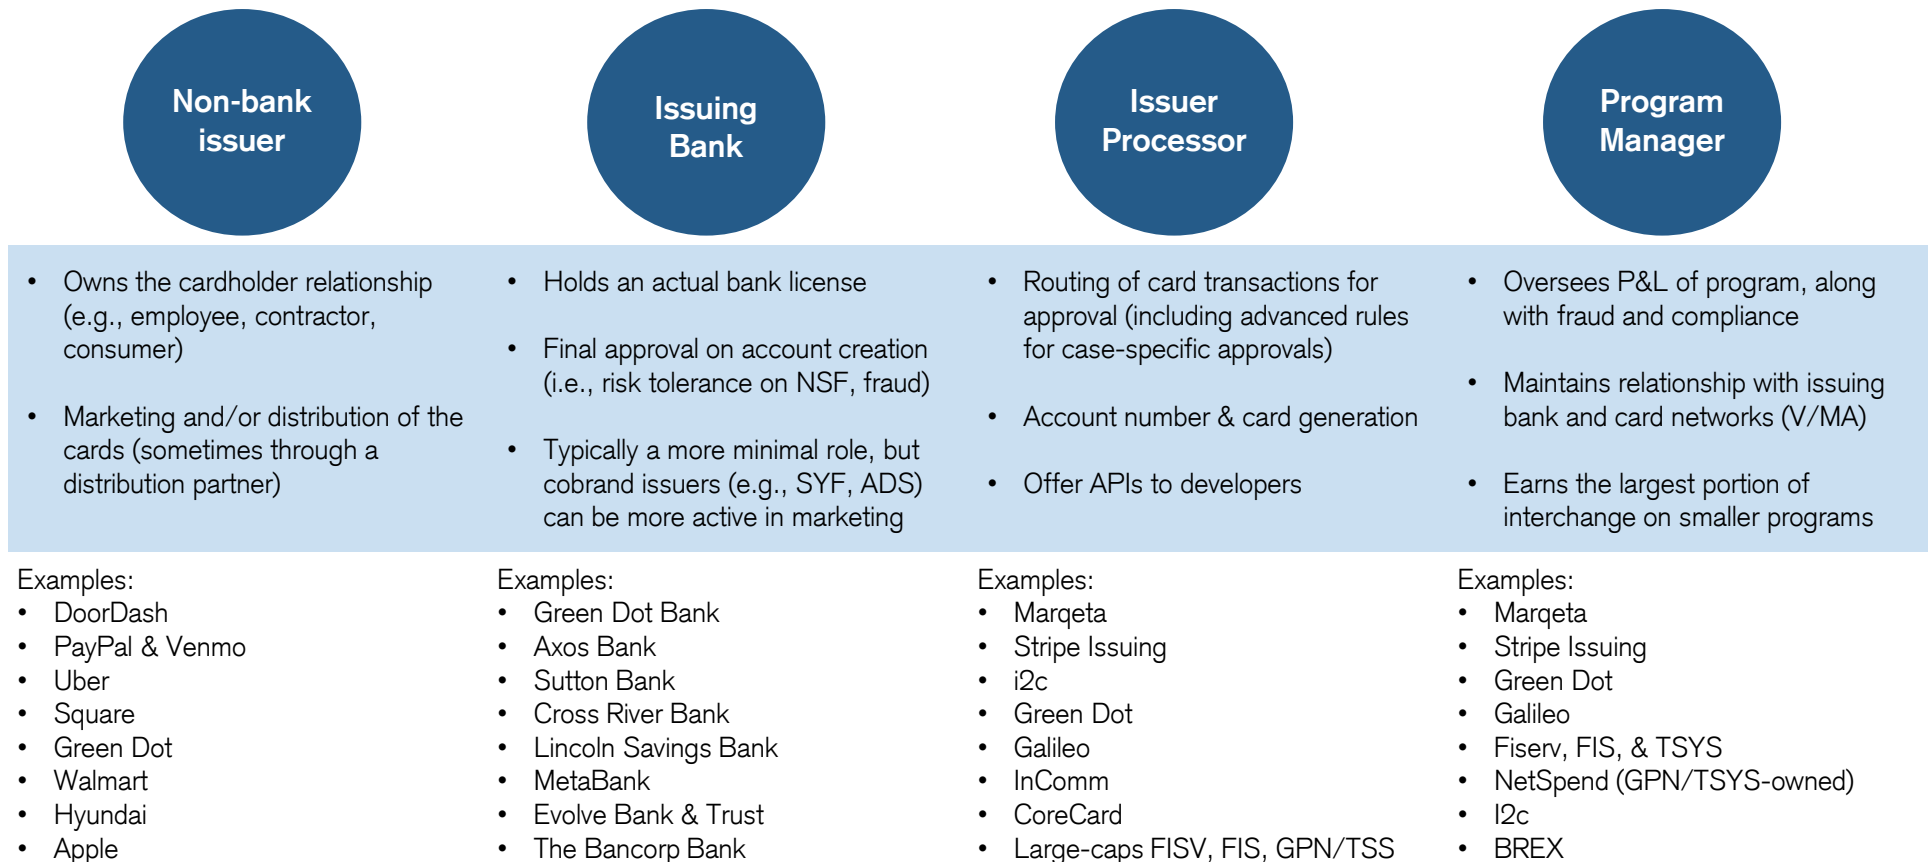 Non-bank
issuer
Issuing
Bank
Issuer
Processor
Program
Manager
• Owns the cardholder relationship
(e.g., employee, contractor,
consumer)
• Marketing and/or distribution of the
cards (sometimes through a
distribution partner)
• Holds an actual bank license
• Final approval on account creation
(i.e., risk tolerance on NSF, fraud)
• Typically a more minimal role, but
cobrand issuers (e.g., SYF, ADS)
can be more active in marketing
• Routing of card transactions for
approval (including advanced rules
for case-specific approvals)
• Account number & card generation
• Offer APIs to developers
• Oversees P&L of program, along
with fraud and compliance
• Maintains relationship with issuing
bank and card networks (V/MA)
• Earns the largest portion of
interchange on smaller programs
Examples:
• DoorDash
• PayPal & Venmo
• Uber
• Square
• Green Dot
• Walmart
• Hyundai
• Apple
Examples:
• Green Dot Bank
• Axos Bank
• Sutton Bank
• Cross River Bank
• Lincoln Savings Bank
• MetaBank
• Evolve Bank & Trust
• The Bancorp Bank
Examples:
• Marqeta
• Stripe Issuing
• i2c
• Green Dot
• Galileo
• InComm
• CoreCard
• Large-caps FISV, FIS, GPN/TSS
Examples:
• Marqeta
• Stripe Issuing
• Green Dot
• Galileo
• Fiserv, FIS, & TSYS
• NetSpend (GPN/TSYS-owned)
• I2c
• BREX